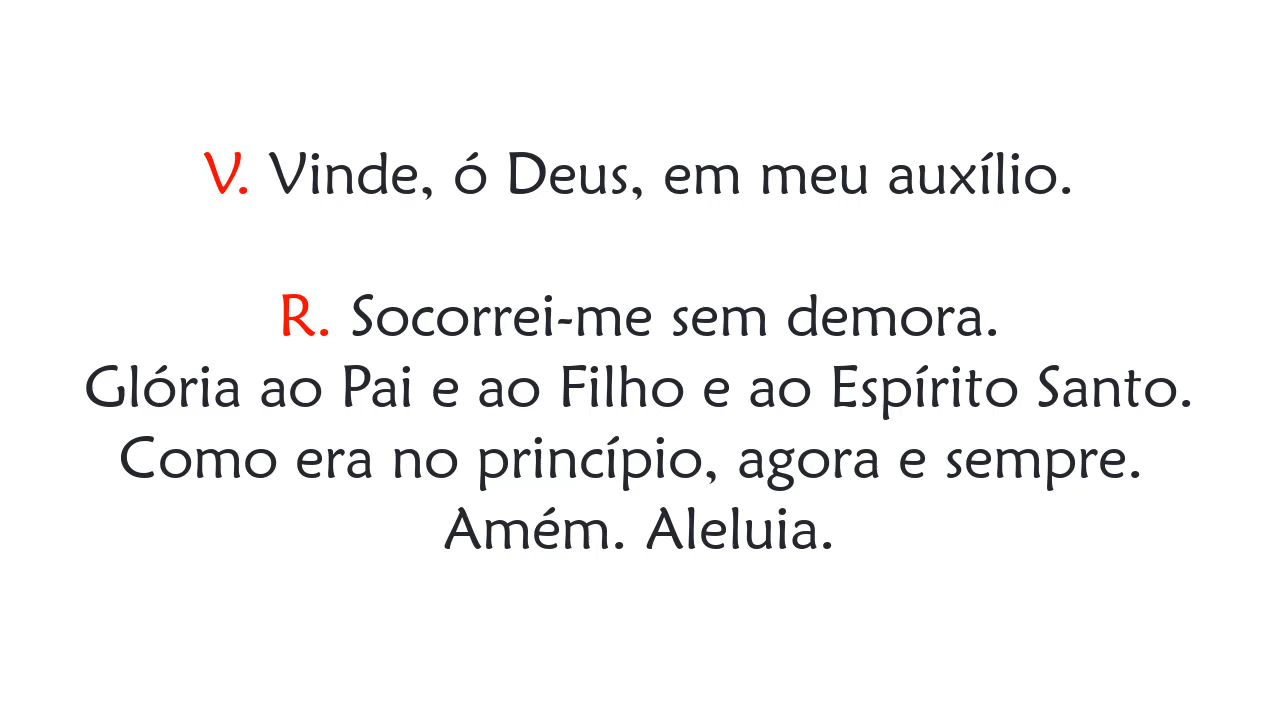 V. Vinde, ó Deus, em meu auxílio.
R. Socorrei-me sem demora.
Glória ao Pai e ao Filho e ao Espírito Santo.
Como era no princípio, agora e sempre.
Amém. Aleluia.